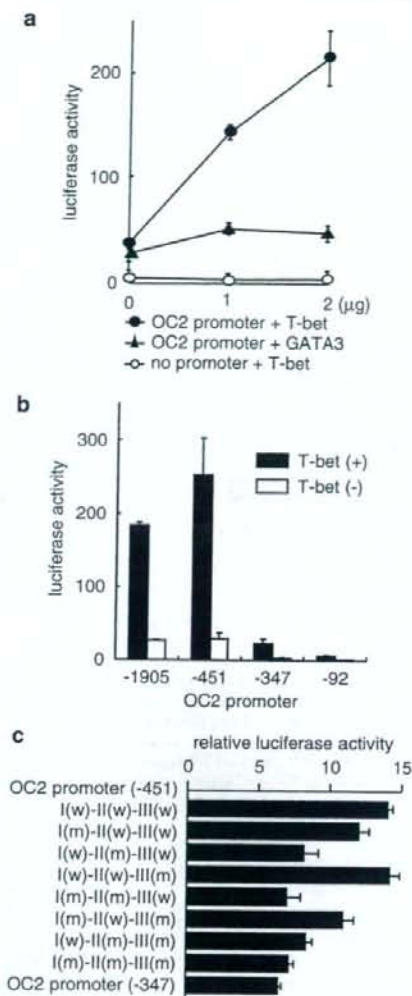 a
luciferase activity
200
100
0
0 1 2 (μg)
OC2 promoter + T-bet
OC2 promoter + GATA3
no promoter + T-bet
b
luciferase activity
300
200
100
0
T-bet (+)
T-bet (-)
-1905 -451 -347 -92
OC2 promoter
c
relative luciferase activity
0 5 10 15
OC2 promoter (-451)
I(w)-II(w)-III(w)
I(m)-II(w)-III(w)
I(w)-II(m)-III(w)
I(w)-II(w)-III(m)
I(m)-II(m)-III(w)
I(m)-II(w)-III(m)
I(w)-II(m)-III(m)
I(m)-II(m)-III(m)
OC2 promoter (-347)